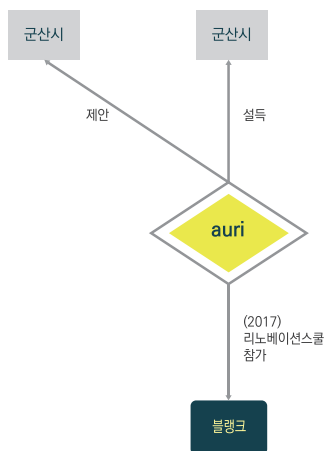 군산시
군산시
제안
설득
auri
(2017)
리노베이션스쿨
참가
블랭크